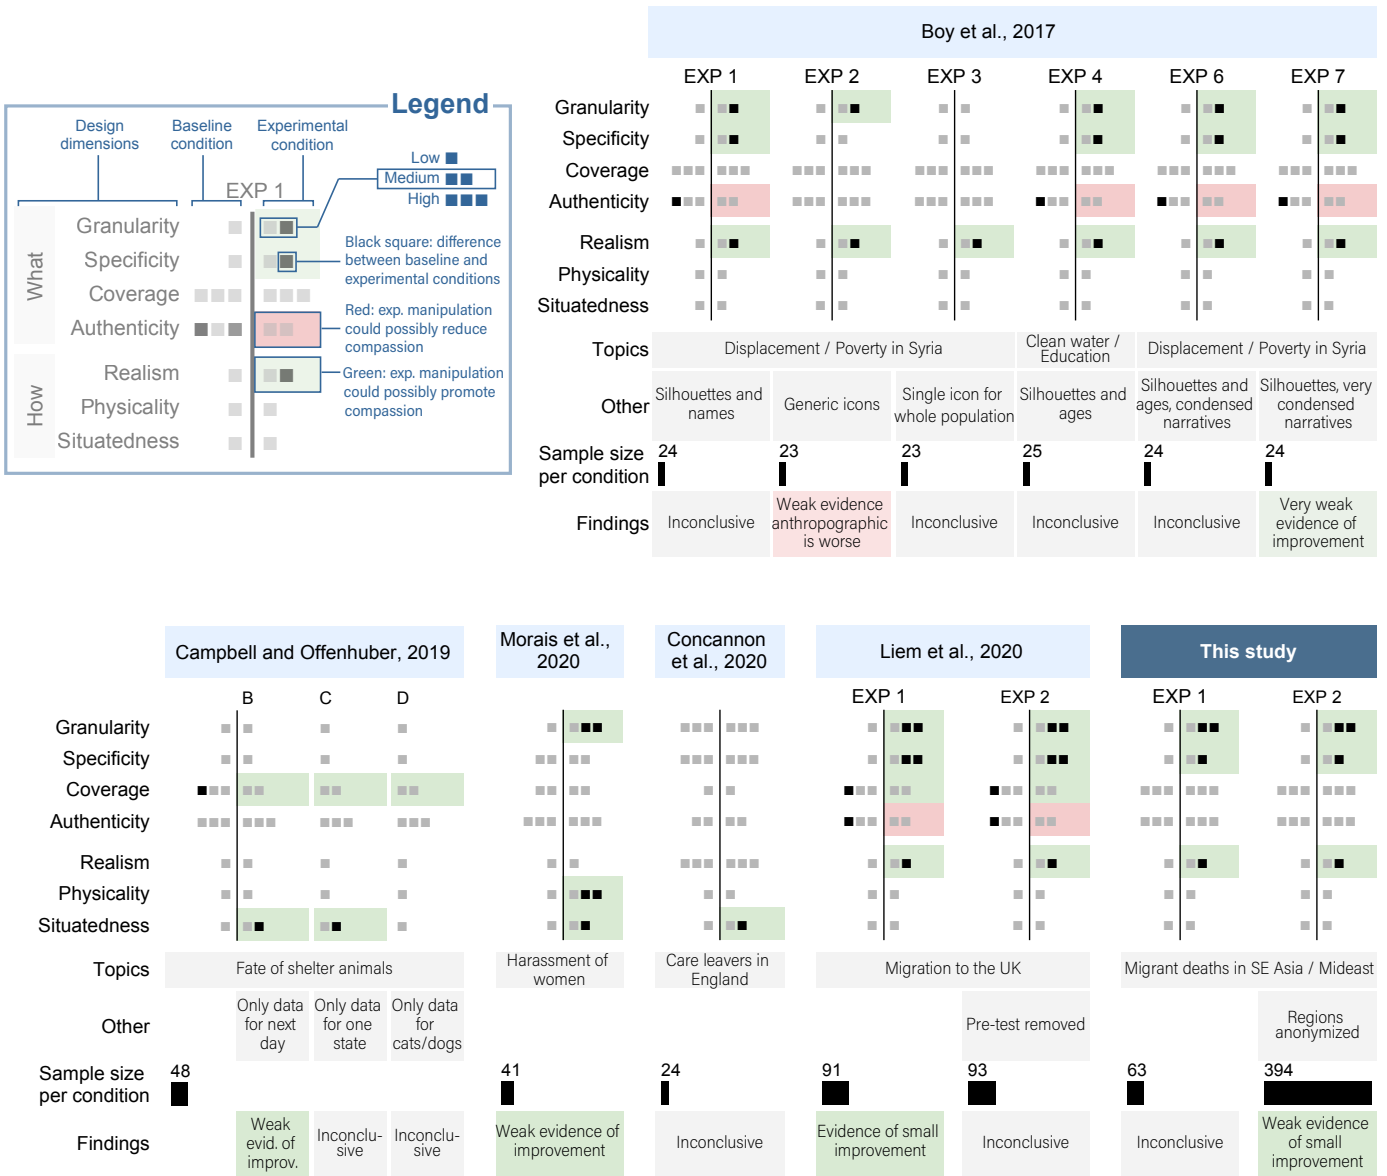 Legend
Design
dimensions
Baseline
condition
Experimental
condition
Low
Medium
High
EXP 1
What
Granularity
Specificity
Coverage
Authenticity
How
Realism
Physicality
Situatedness
Black square: difference
between baseline and
experimental conditions
Red: exp. manipulation
could possibly reduce
compassion
Green: exp. manipulation
could possibly promote
compassion
Boy et al., 2017
EXP 1 EXP 2 EXP 3 EXP 4 EXP 6 EXP 7
Granularity
Specificity
Coverage
Authenticity
Realism
Physicality
Situatedness
Topics
Displacement / Poverty in Syria
Clean water /
Education
Displacement / Poverty in Syria
Other
Silhouettes and
names
Generic icons
Single icon for
whole population
Silhouettes and
ages
Silhouettes and
ages, condensed
narratives
Silhouettes, very
condensed
narratives
Sample size
per condition
24 23 23 25 24 24
Findings
Inconclusive
Weak evidence
anthropographic
is worse
Inconclusive
Inconclusive
Inconclusive
Very weak
evidence of
improvement
Campbell and Offenhuber, 2019
Morais et al.,
2020
Concannon
et al., 2020
Liem et al., 2020
This study
B C D
EXP 1 EXP 2
EXP 1 EXP 2
Granularity
Specificity
Coverage
Authenticity
Realism
Physicality
Situatedness
Topics
Fate of shelter animals
Harassment of
women
Care leavers in
England
Migration to the UK
Migrant deaths in SE Asia / Mideast
Other
Only data
for next
day
Only data
for one
state
Only data
for
cats/dogs
Pre-test removed
Regions
anonymized
Sample size
per condition
48 41 24 91 93 63 394
Findings
Weak
evid. of
improv.
Inconclu-
sive
Inconclu-
sive
Weak evidence of
improvement
Inconclusive
Evidence of small
improvement
Inconclusive
Inconclusive
Weak evidence
of small
improvement